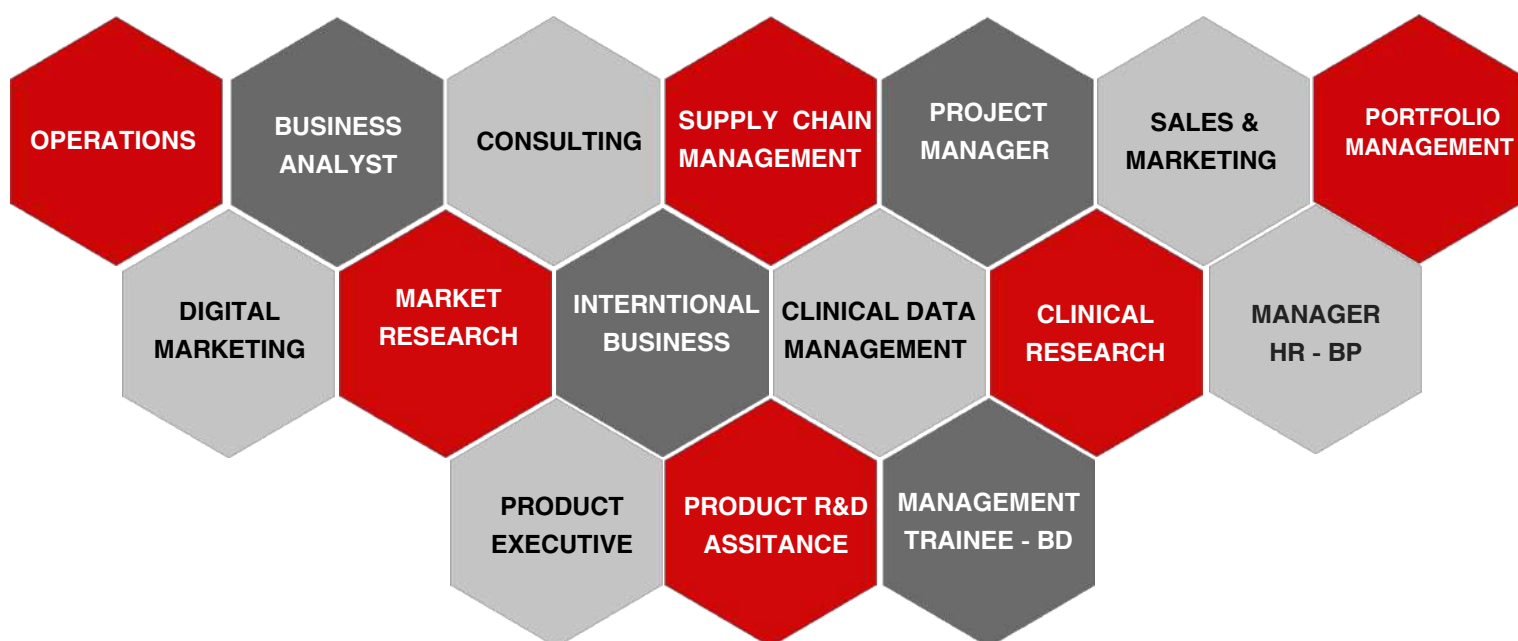 OPERATIONS
BUSINESS
ANALYST
CONSULTING
SUPPLY CHAIN
MANAGEMENT
PROJECT
MANAGER
SALES &
MARKETING
PORTFOLIO
MANAGEMENT
DIGITAL
MARKETING
MARKET
RESEARCH
INTERNTIONAL
BUSINESS
CLINICAL DATA
MANAGEMENT
CLINICAL
RESEARCH
MANAGER
HR - BP
PRODUCT
EXECUTIVE
PRODUCT R&D
ASSITANCE
MANAGEMENT
TRAINEE - BD